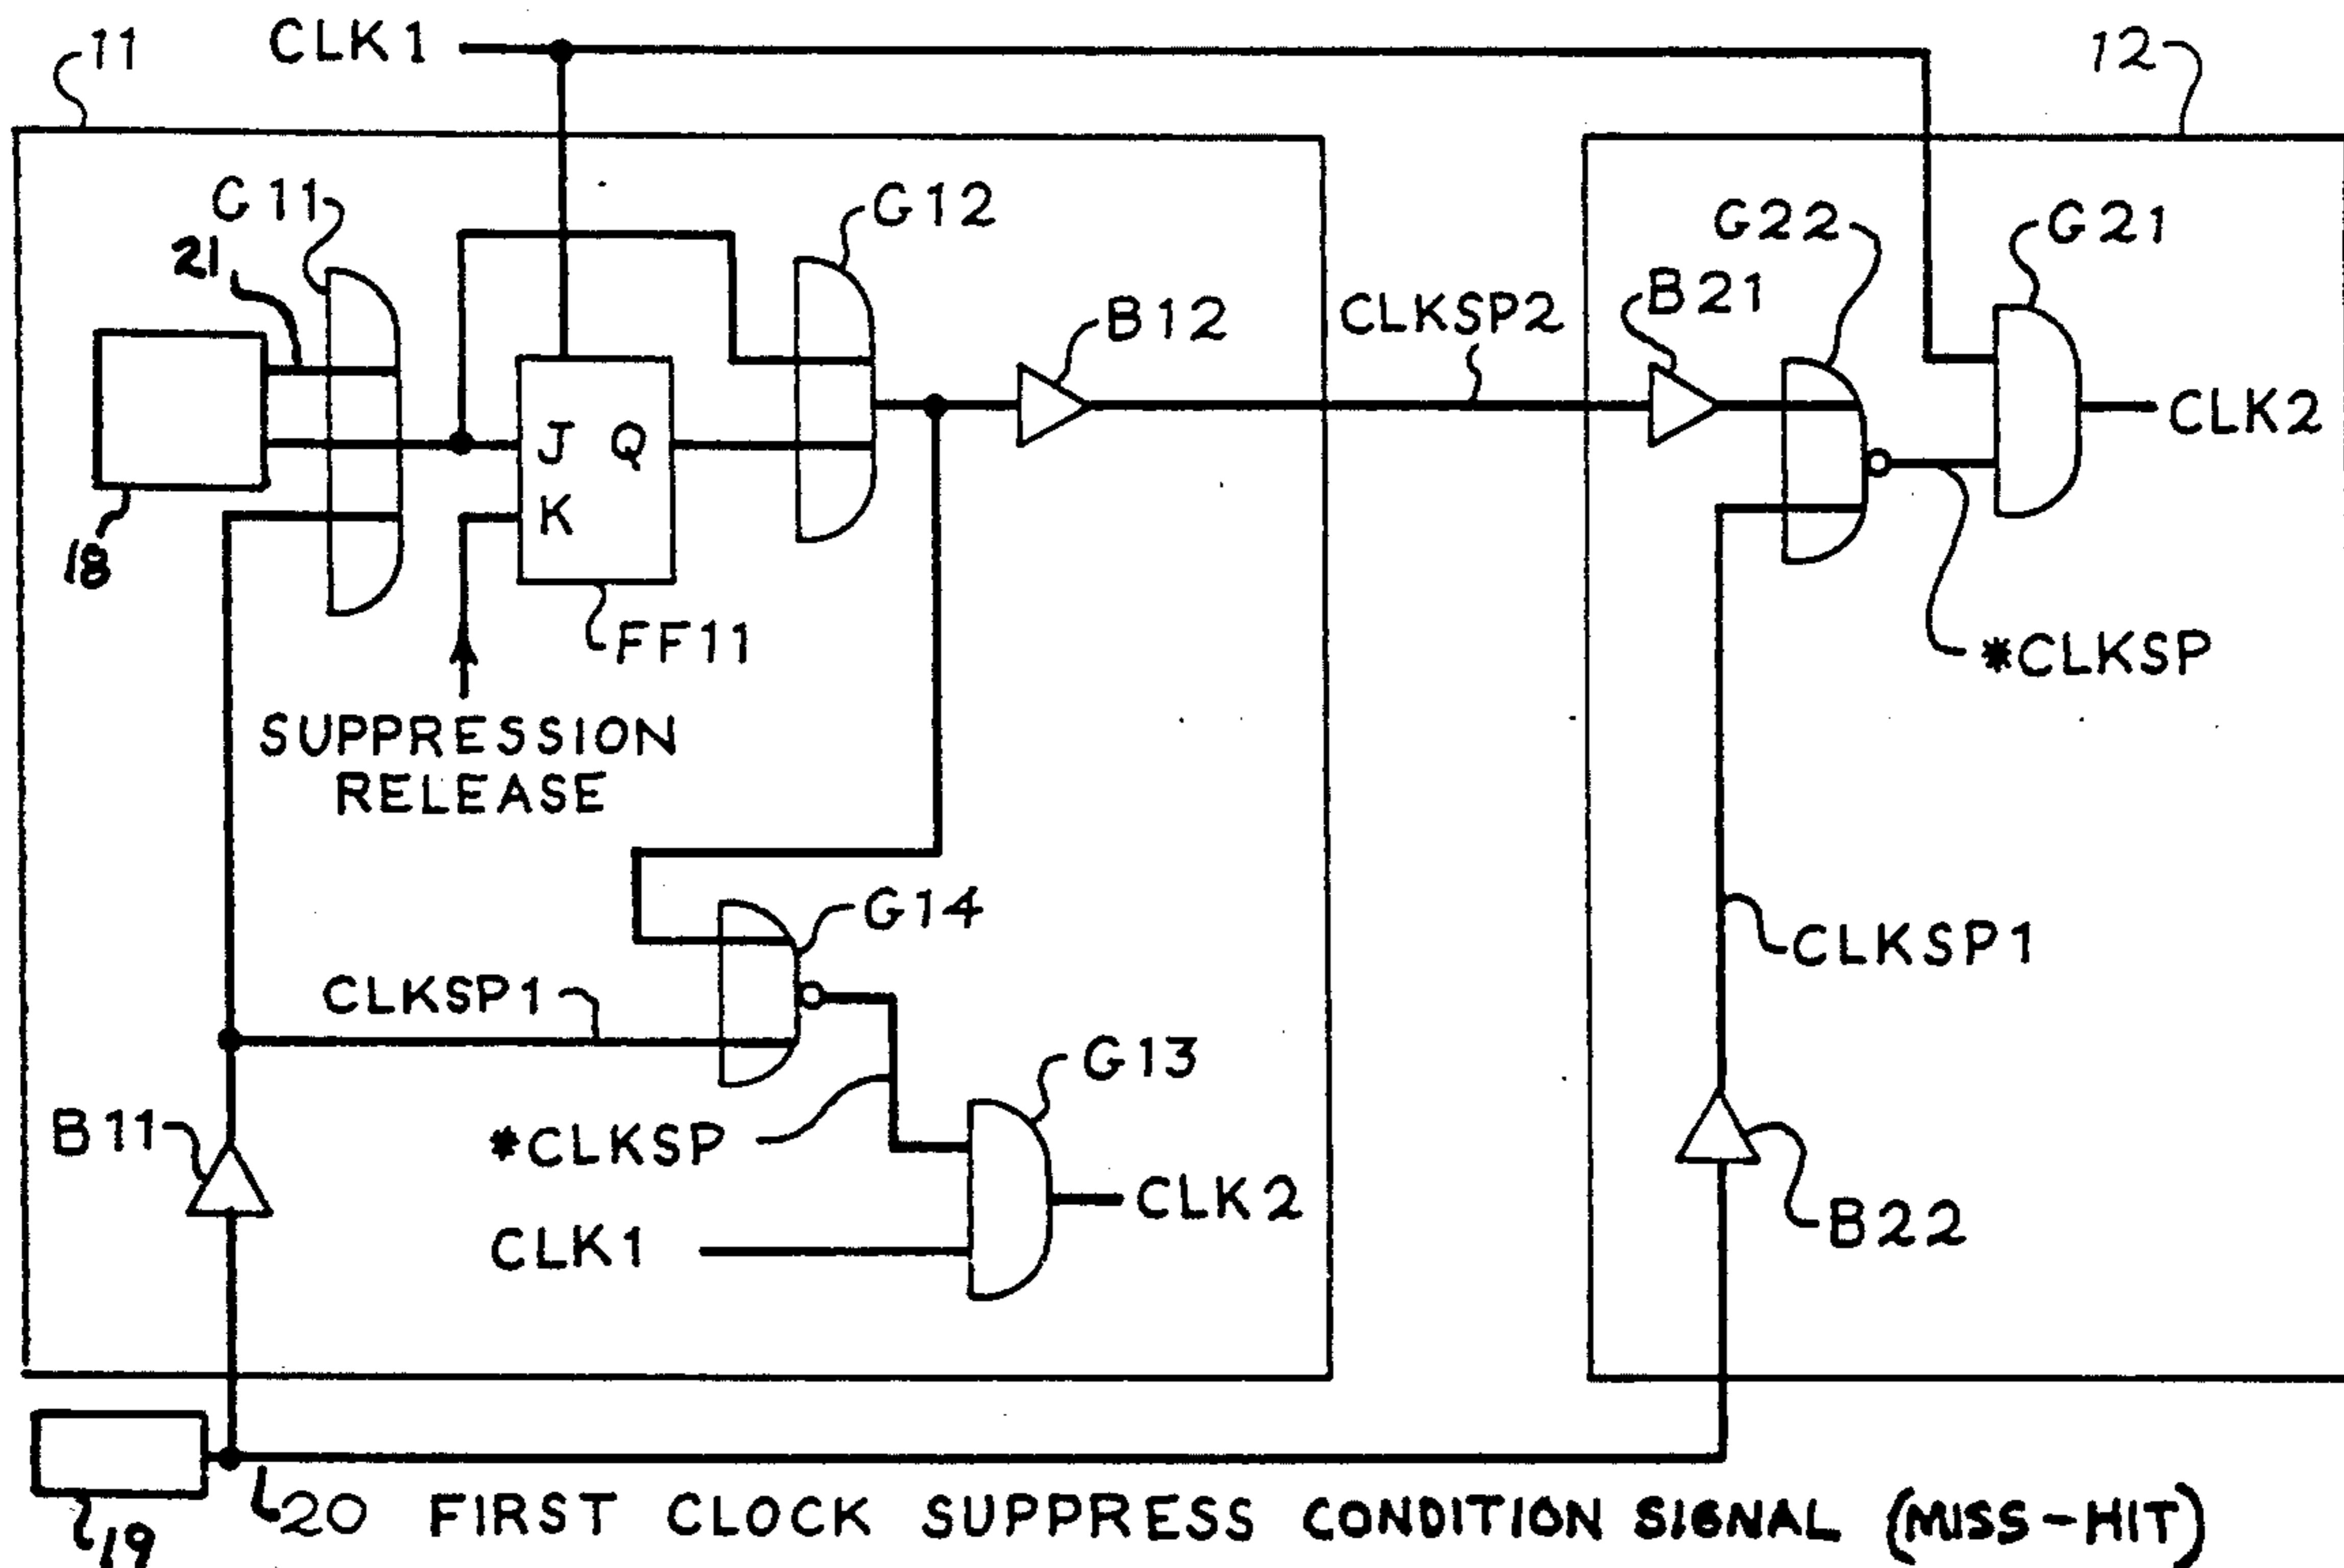 11
CLK1
12
G11
21
G12
G22
G21
B21
B12
CLKSP2
CLK2
J Q
K
18
FF11
*CLKSP
SUPPRESSION
RELEASE
G14
CLKSP1
CLKSP1
G13
B11
*CLKSP
CLK2
B22
CLK1
19
20 FIRST CLOCK SUPPRESS CONDITION SIGNAL (MISS-HIT)